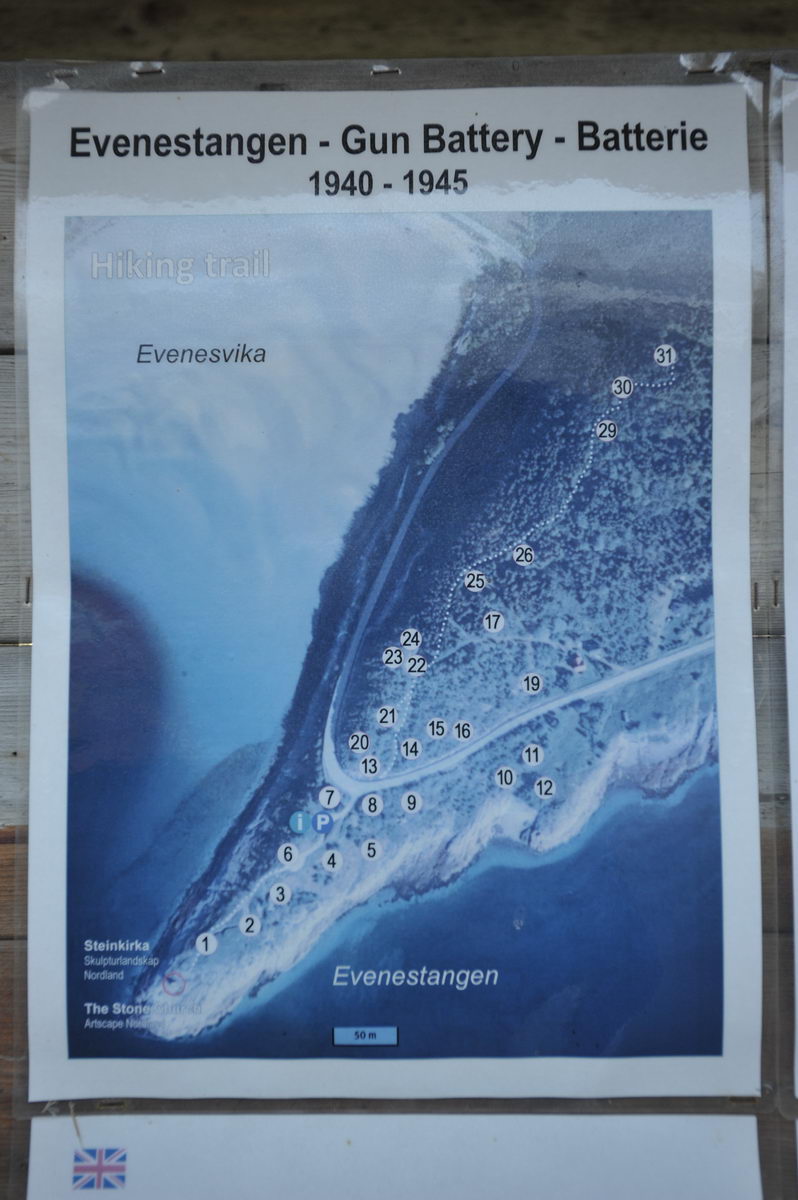 Evenestangen - Gun Battery - Batterie
1940 - 1945
Hiking trail
Evenesvika
31
30
29
26
25
17
24
23
22
19
21
15
16
20
14
13
11
10
12
7
8
9
i
P
6
4
5
3
2
1
Steinkirka
Skulpturlandskap
Nordland
The Stone Church
Artscape
Evenestangen
50 m